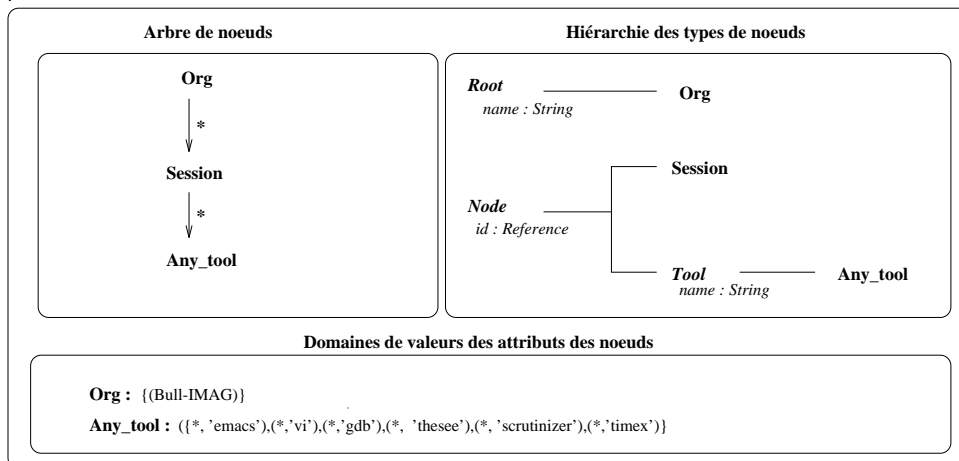 Arbre de noeuds
Org
*
Session
*
Any_tool
Hiérarchie des types de noeuds
Root
name : String
Org
Node
id : Reference
Session
Tool
name : String
Any_tool
Domaines de valeurs des attributs des noeuds
Org : {(Bull-IMAG)}
Any_tool : ({*, 'emacs'),(*,'vi'),(*,'gdb'),(*, 'thesee'),(*, 'scrutinizer'),(*,'timex')}